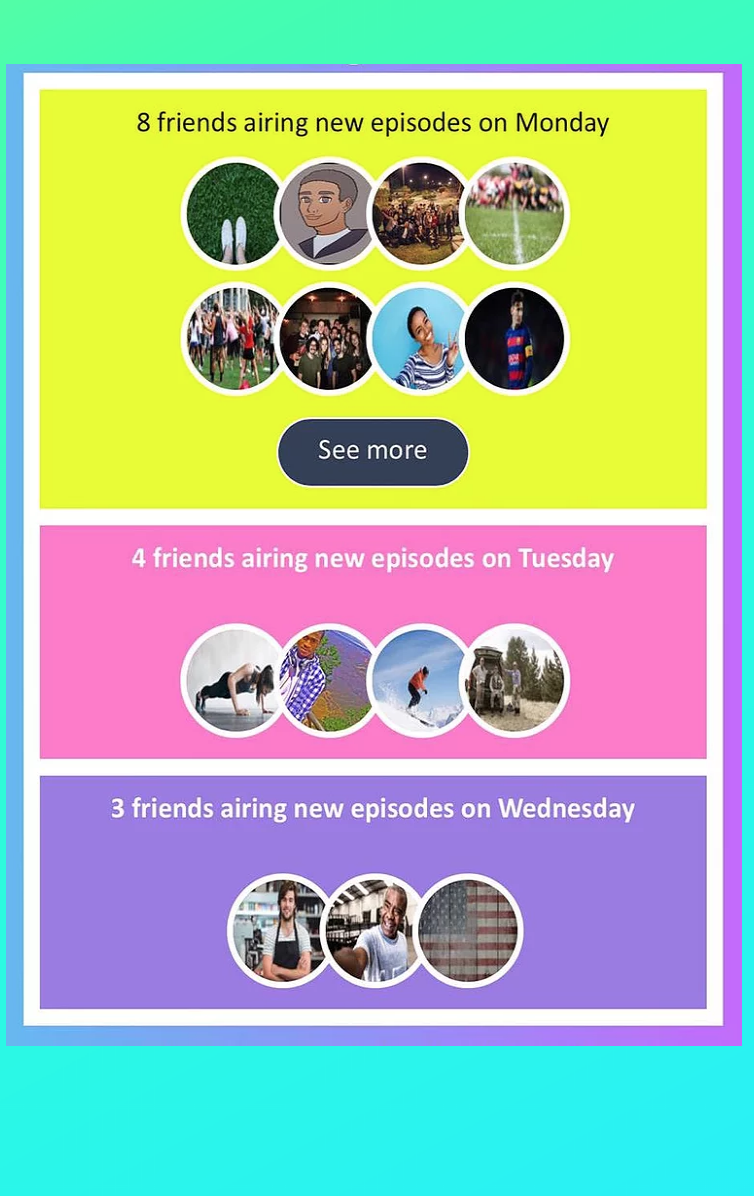 8 friends airing new episodes on Monday
See more
4 friends airing new episodes on Tuesday
3 friends airing new episodes on Wednesday